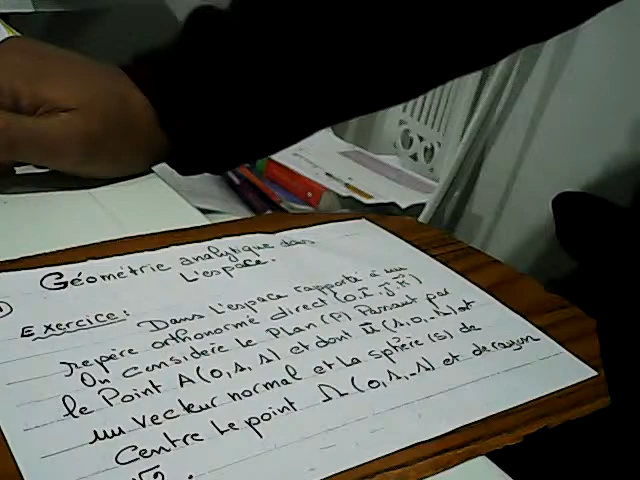 Géométrie analytique dans
L'espace.
Exercice:
Dans L'espace rapporté à un
repère orthonormé direct (o,i,j,k)
On considère le Plan (P) Passant par
le Point A(0,1,1) et dont u(1,0,-1) est
un vecteur normal et la sphère (S) de
Centre le point Ω(0,1,-1) et de rayon
√2.